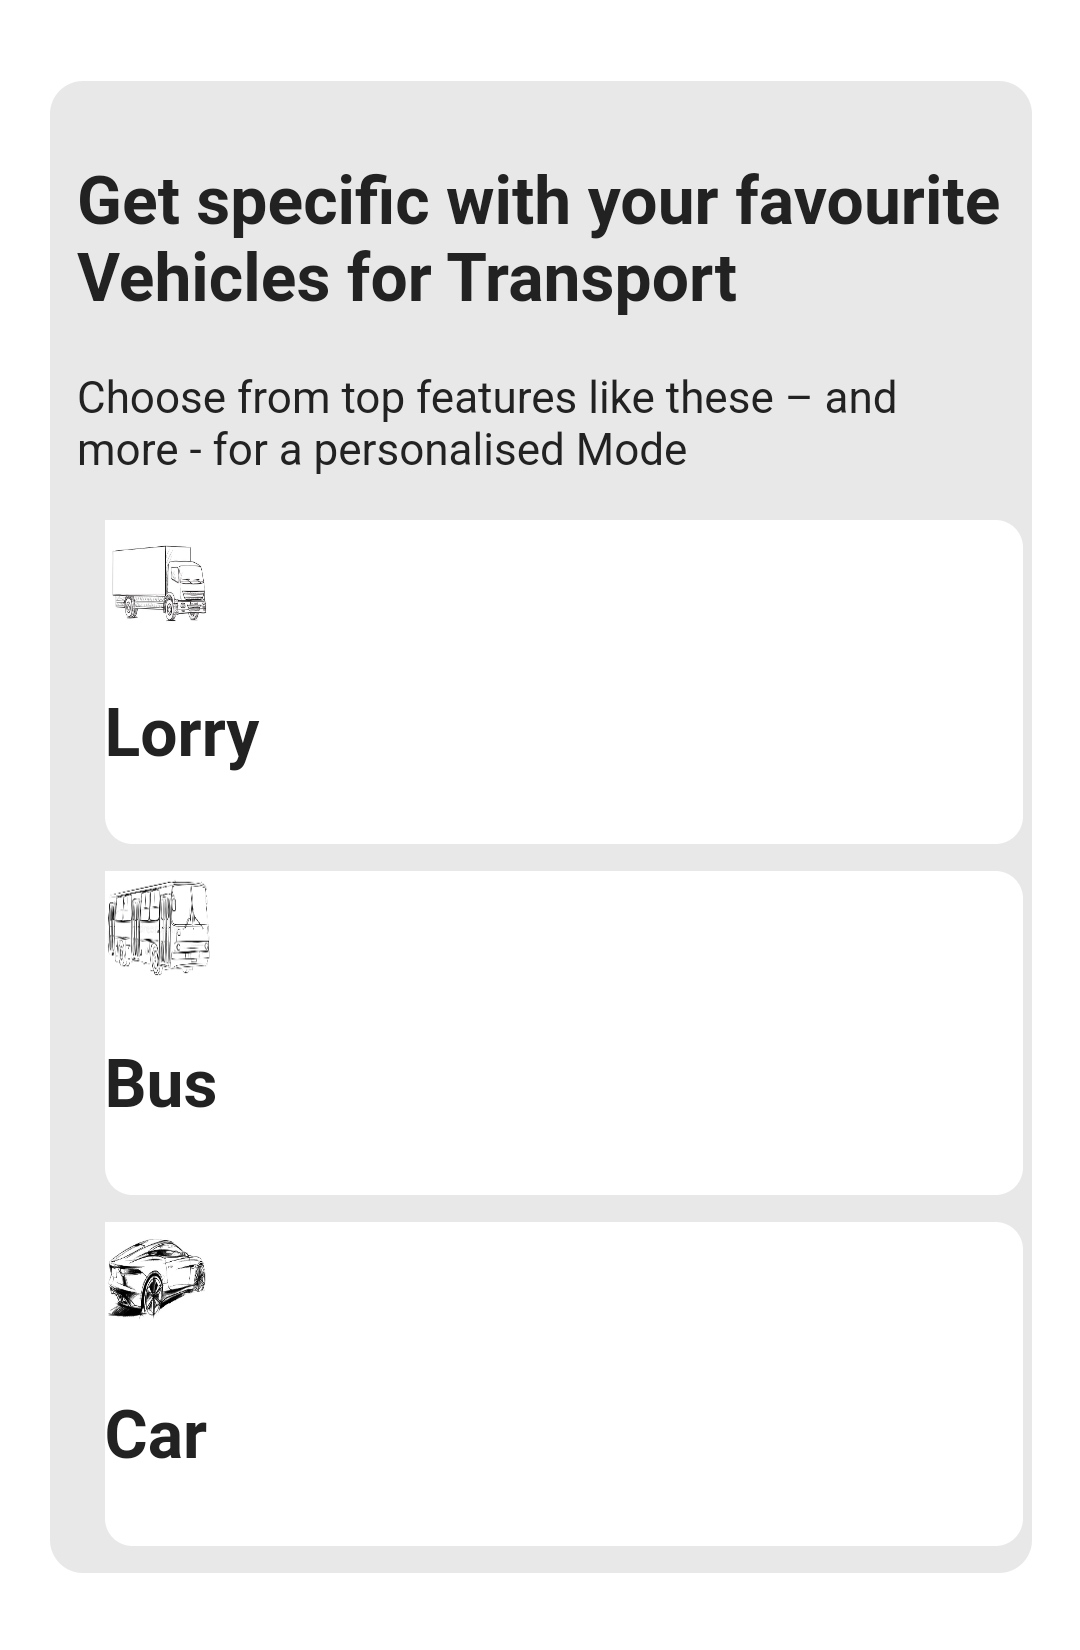 Get specific with your favourite
Vehicles for Transport
Choose from top features like these – and
more - for a personalised Mode
Lorry
Bus
Car